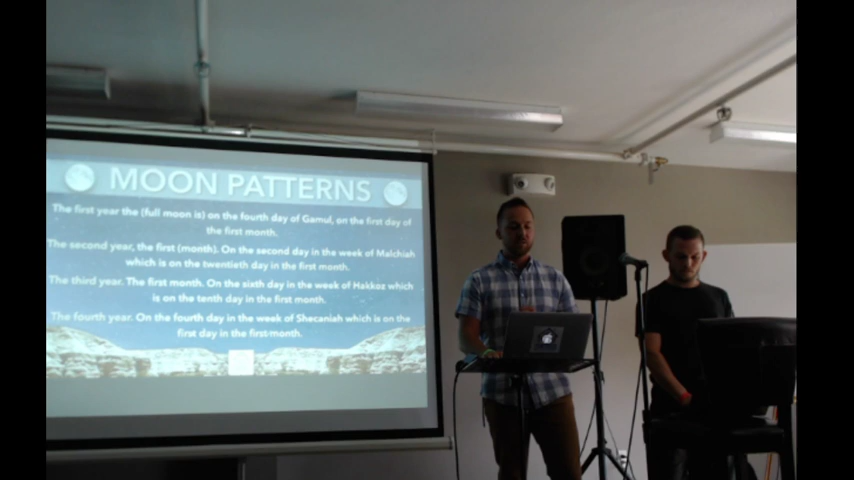 MOON PATTERNS
The first year the (full moon is) on the fourth day of Gamul, on the first day of
the first month.
The second year, the first (month). On the second day in the week of Malchiah
which is on the twentieth day in the first month.
The third year. The first month. On the sixth day in the week of Hakkoz which
is on the tenth day in the first month.
The fourth year. On the fourth day in the week of Shecaniah which is on the
first day in the first month.